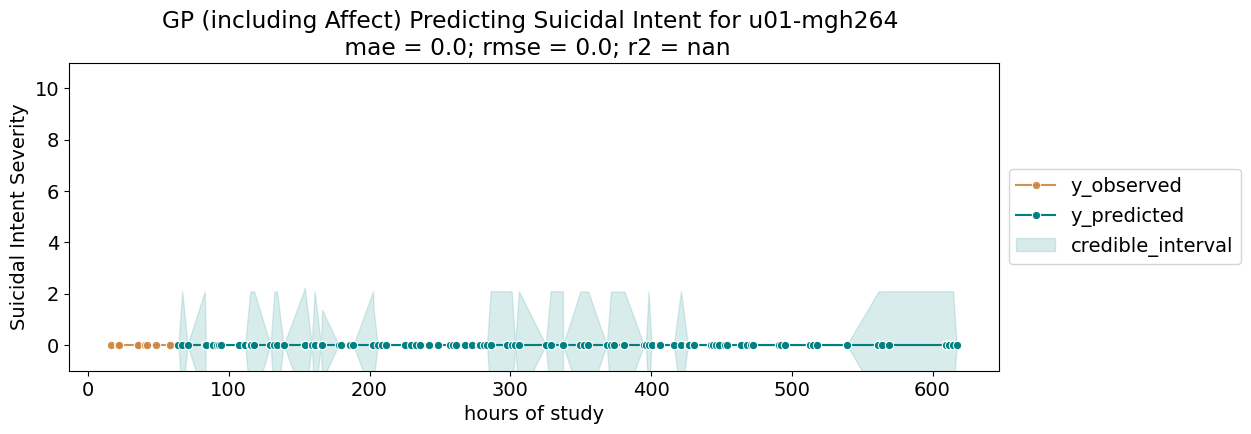 GP (including Affect) Predicting Suicidal Intent for u01-mgh264
mae = 0.0; rmse = 0.0; r2 = nan
Suicidal Intent Severity
10
8
6
4
2
0
0 100 200 300 400 500 600
hours of study
y_observed
y_predicted
credible_interval